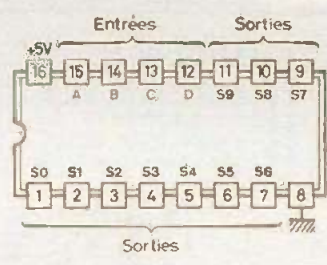 Entrées Sorties
+5V
16 15 14 13 12 11 10 9
A B C D S9 S8 S7
S0 S1 S2 S3 S4 S5 S6
1 2 3 4 5 6 7 8
Sorties